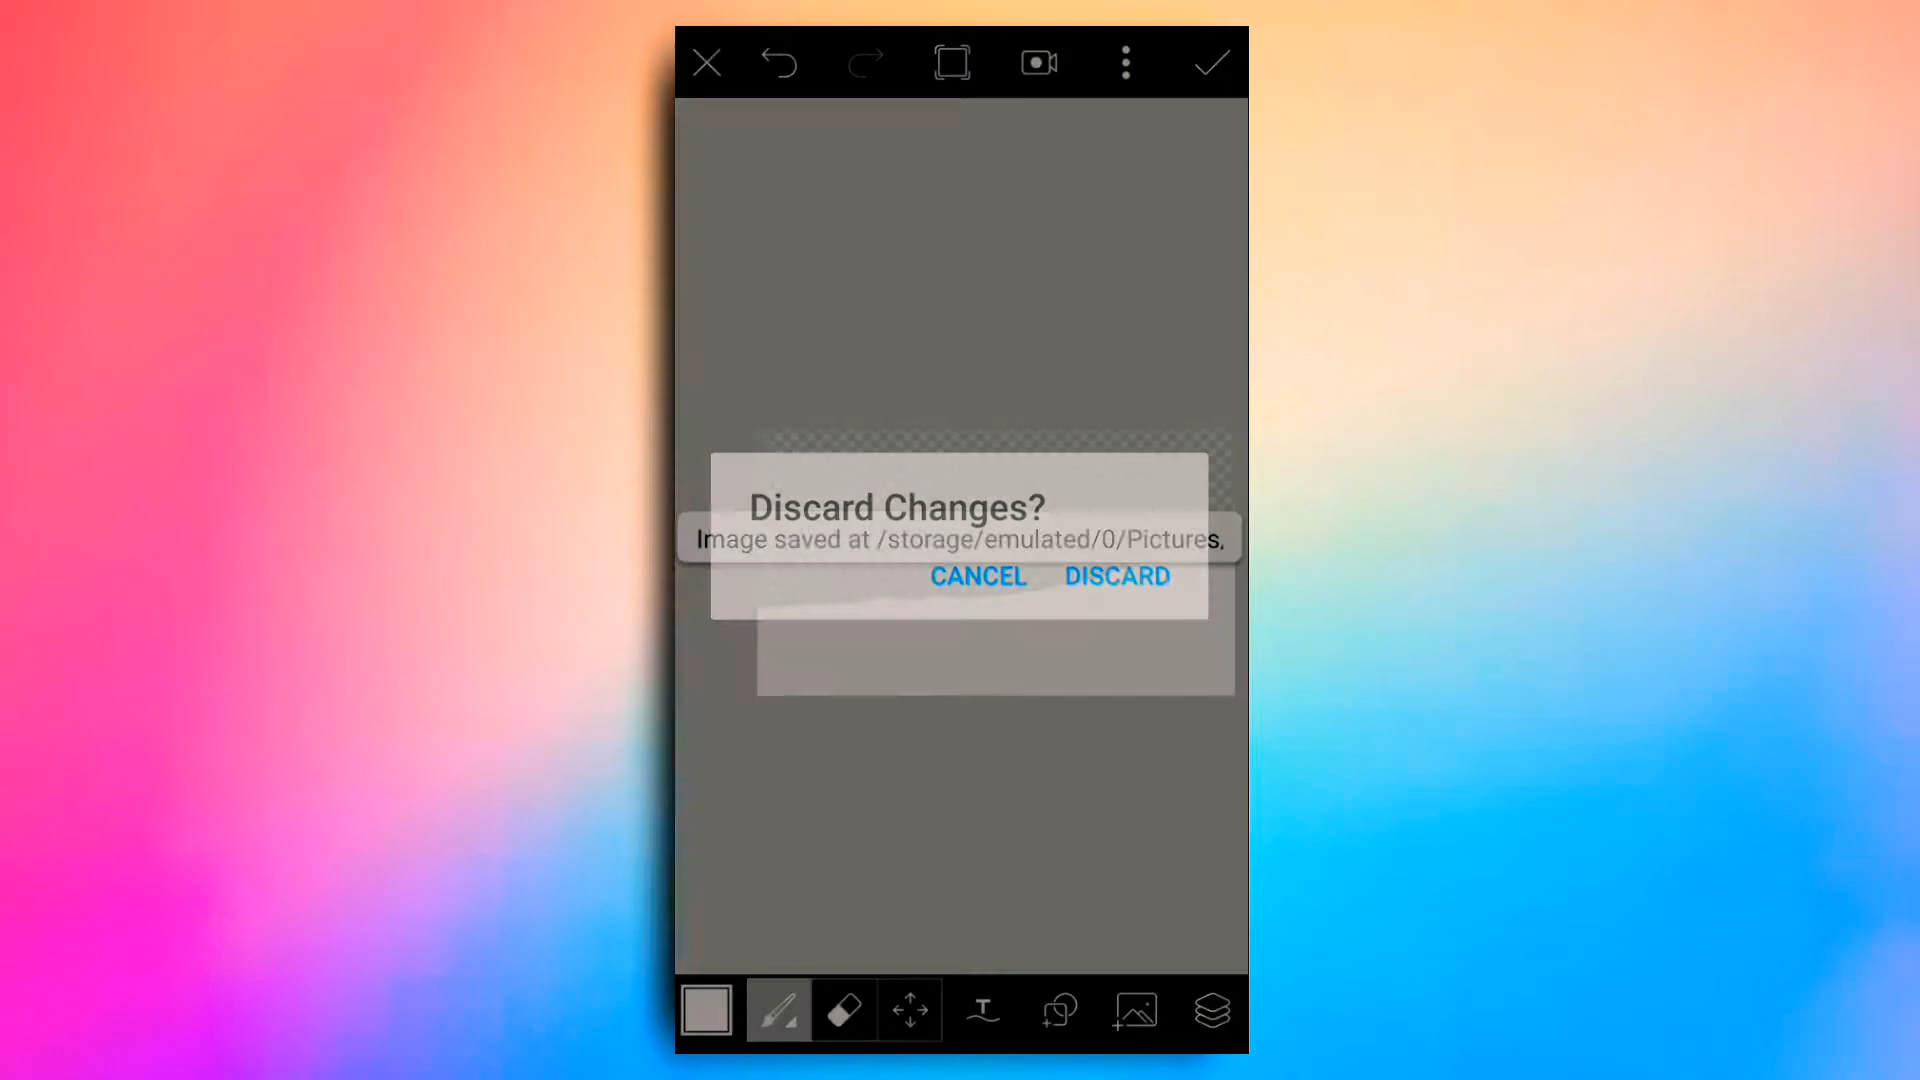 Discard Changes?
Image saved at /storage/emulated/0/Pictures,
CANCEL DISCARD
T